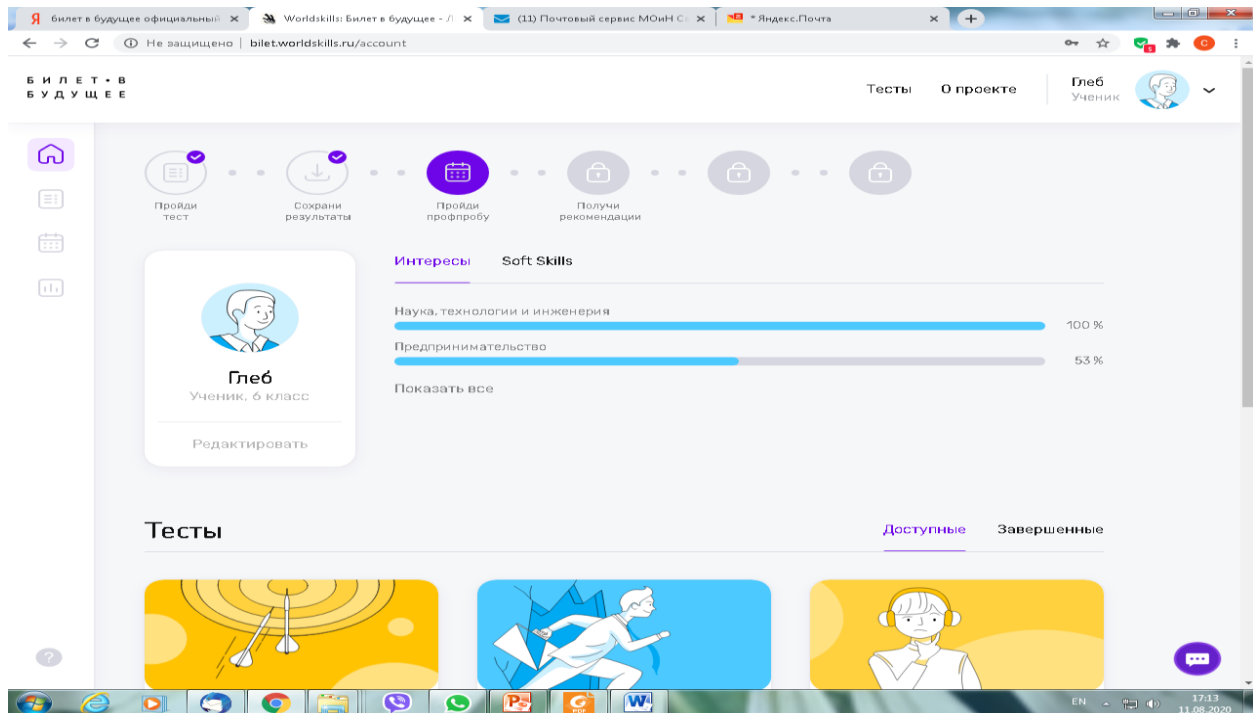 Я билет в будущее официальный
Worldskills: Билет в будущее - Л
(11) Почтовый сервис МОиН С
* Яндекс.Почта
Не защищено | bilet.worldskills.ru/account
БИЛЕТ•В
БУДУЩЕЕ
Тесты
О проекте
Глеб
Ученик
Пройди
тест
Сохрани
результаты
Пройди
профпробу
Получи
рекомендации
Интересы
Soft Skills
Наука, технологии и инженерия
100 %
Предпринимательство
53 %
Показать все
Глеб
Ученик, 6 класс
Редактировать
Тесты
Доступные
Завершенные
EN
17:13
11.08.2020